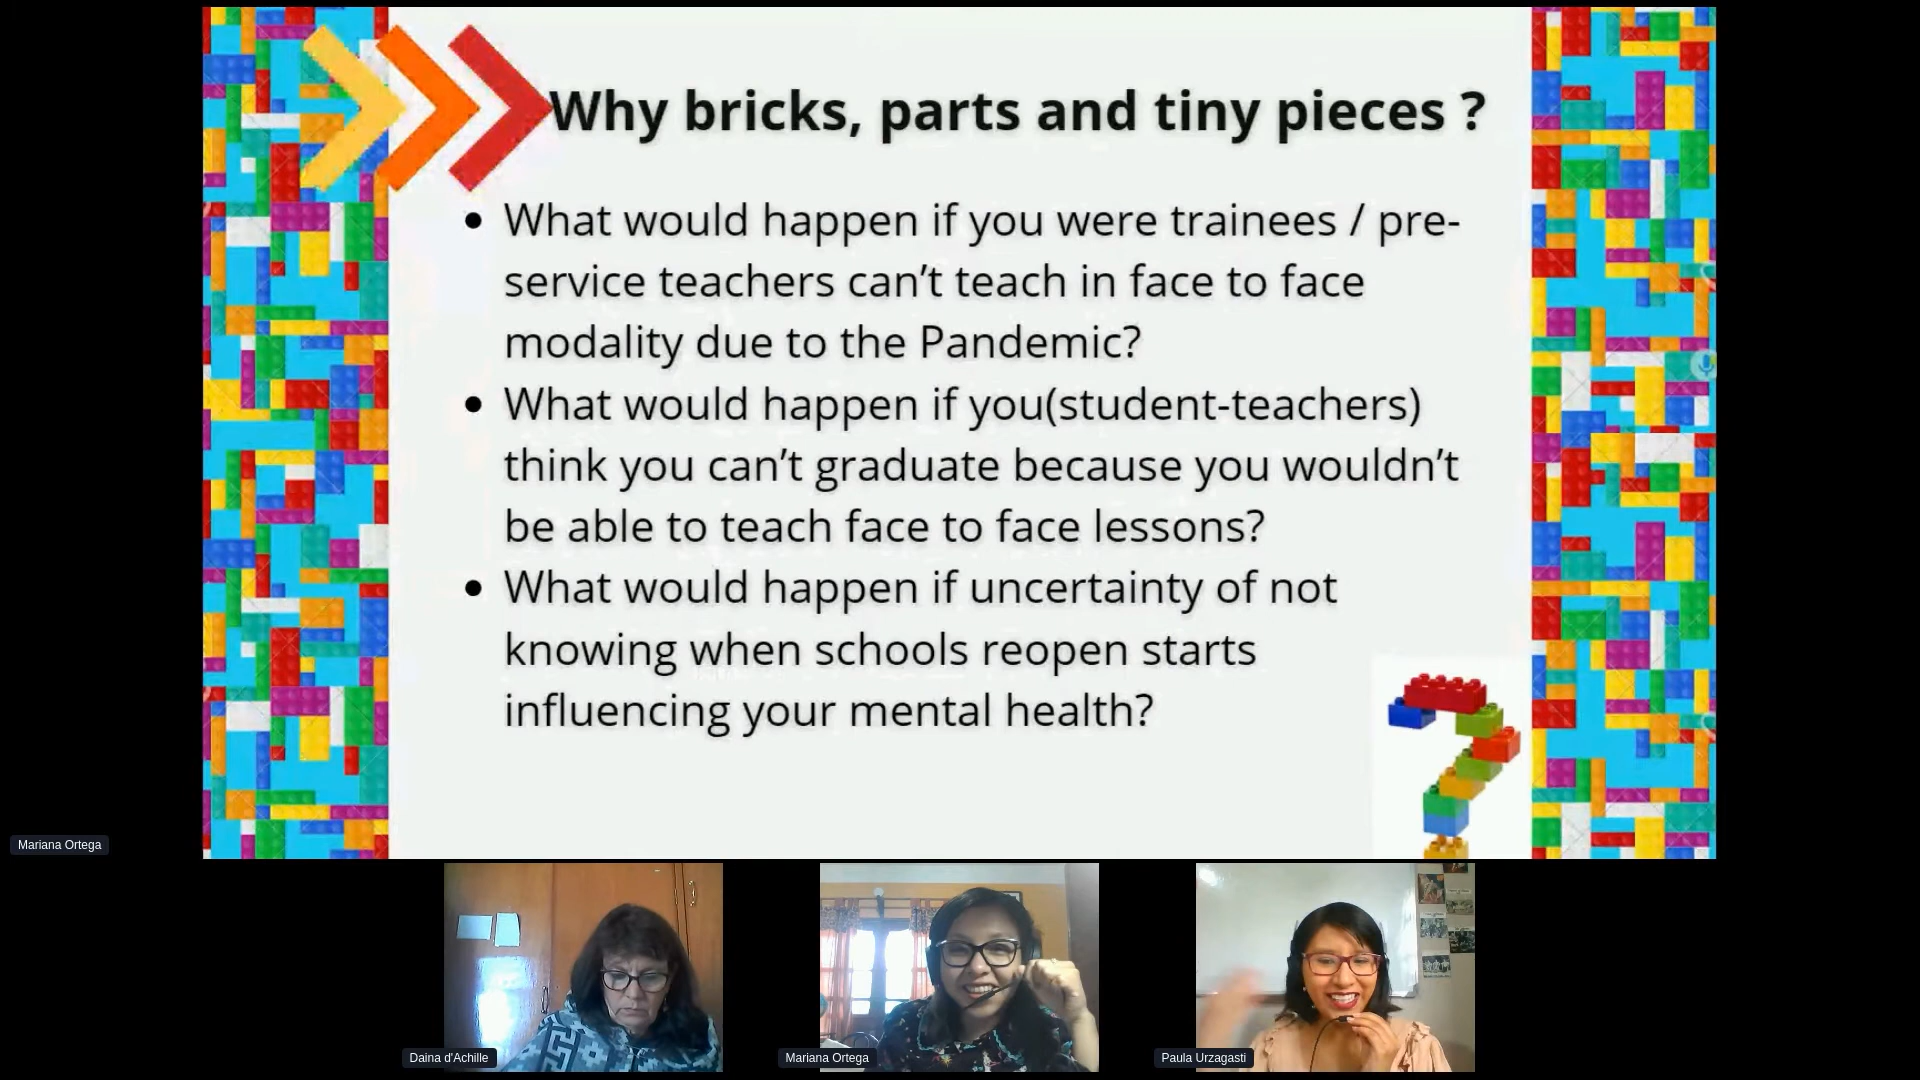 Why bricks, parts and tiny pieces ?
What would happen if you were trainees / pre-
service teachers can't teach in face to face
modality due to the Pandemic?
What would happen if you(student-teachers)
think you can't graduate because you wouldn't
be able to teach face to face lessons?
What would happen if uncertainty of not
knowing when schools reopen starts
influencing your mental health?
Mariana Ortega
Daina d'Achille
Mariana Ortega
Paula Urzagasti